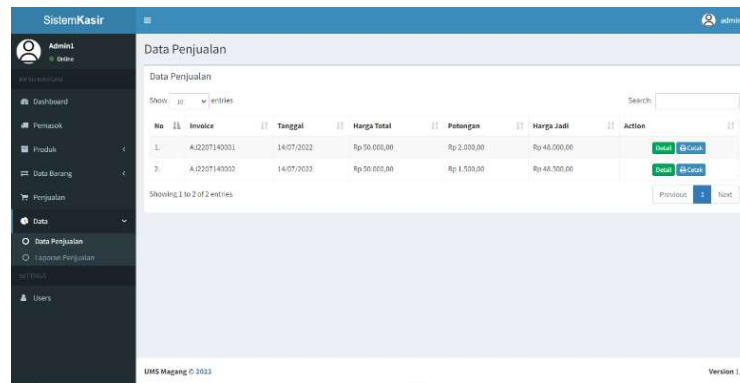 SistemKasir
admin
Admin1
Online
Dashboard
Pemasok
Produk
Data Barang
Penjualan
Data
Data Penjualan
Laporan Penjualan
SETTINGS
Users
Data Penjualan
Data Penjualan
Show 10 entries
Search:
No Invoice Tanggal Harga Total Potongan Harga Jadi Action
1. AJ2207140001 14/07/2022 Rp 50.000,00 Rp 2.000,00 Rp 48.000,00 Detail Cetak
2. AJ2207140002 14/07/2022 Rp 50.000,00 Rp 1.500,00 Rp 48.500,00 Detail Cetak
Showing 1 to 2 of 2 entries
Previous 1 Next
UMS Magang © 2022
Version 1.